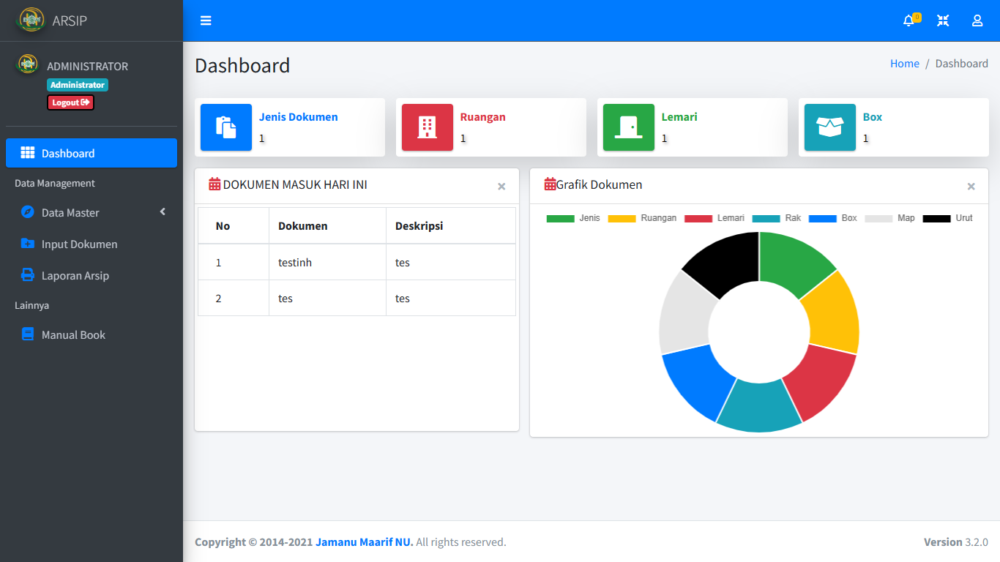 ARSIP
0
ADMINISTRATOR
Administrator
Logout
Dashboard
Data Management
Data Master
Input Dokumen
Laporan Arsip
Lainnya
Manual Book
Dashboard
Home / Dashboard
Jenis Dokumen
1
Ruangan
1
Lemari
1
Box
1
DOKUMEN MASUK HARI INI
×
No Dokumen Deskripsi
1 testinh tes
2 tes tes
Grafik Dokumen
×
Jenis Ruangan Lemari Rak Box Map Urut
Copyright © 2014-2021 Jamanu Maarif NU. All rights reserved.
Version 3.2.0